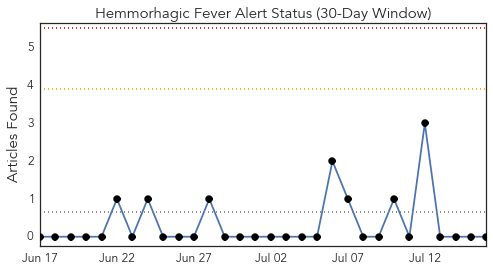 Hemmorhagic Fever Alert Status (30-Day Window)
Articles Found
5
4
3
2
1
0
Jun 17 Jun 22 Jun 27 Jul 02 Jul 07 Jul 12